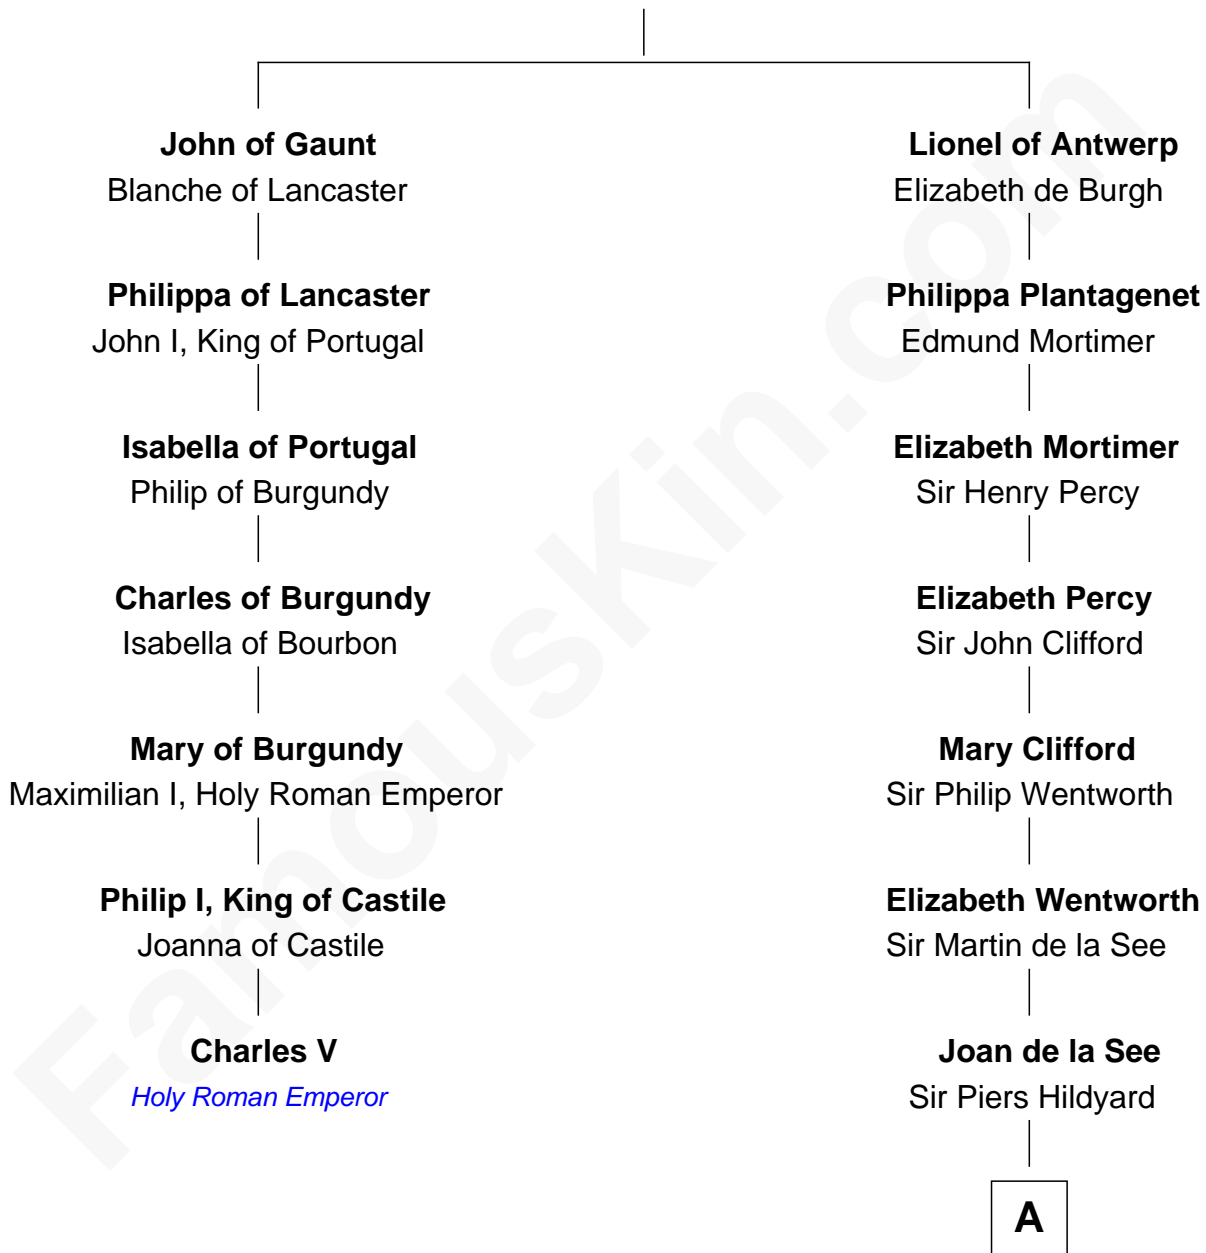 John of Gaunt
Blanche of Lancaster
Philippa of Lancaster
John I, King of Portugal
Isabella of Portugal
Philip of Burgundy
Charles of Burgundy
Isabella of Bourbon
Mary of Burgundy
Maximilian I, Holy Roman Emperor
Philip I, King of Castile
Joanna of Castile
Charles V
Holy Roman Emperor
Lionel of Antwerp
Elizabeth de Burgh
Philippa Plantagenet
Edmund Mortimer
Elizabeth Mortimer
Sir Henry Percy
Elizabeth Percy
Sir John Clifford
Mary Clifford
Sir Philip Wentworth
Elizabeth Wentworth
Sir Martin de la See
Joan de la See
Sir Piers Hildyard
A
FamousKin.com